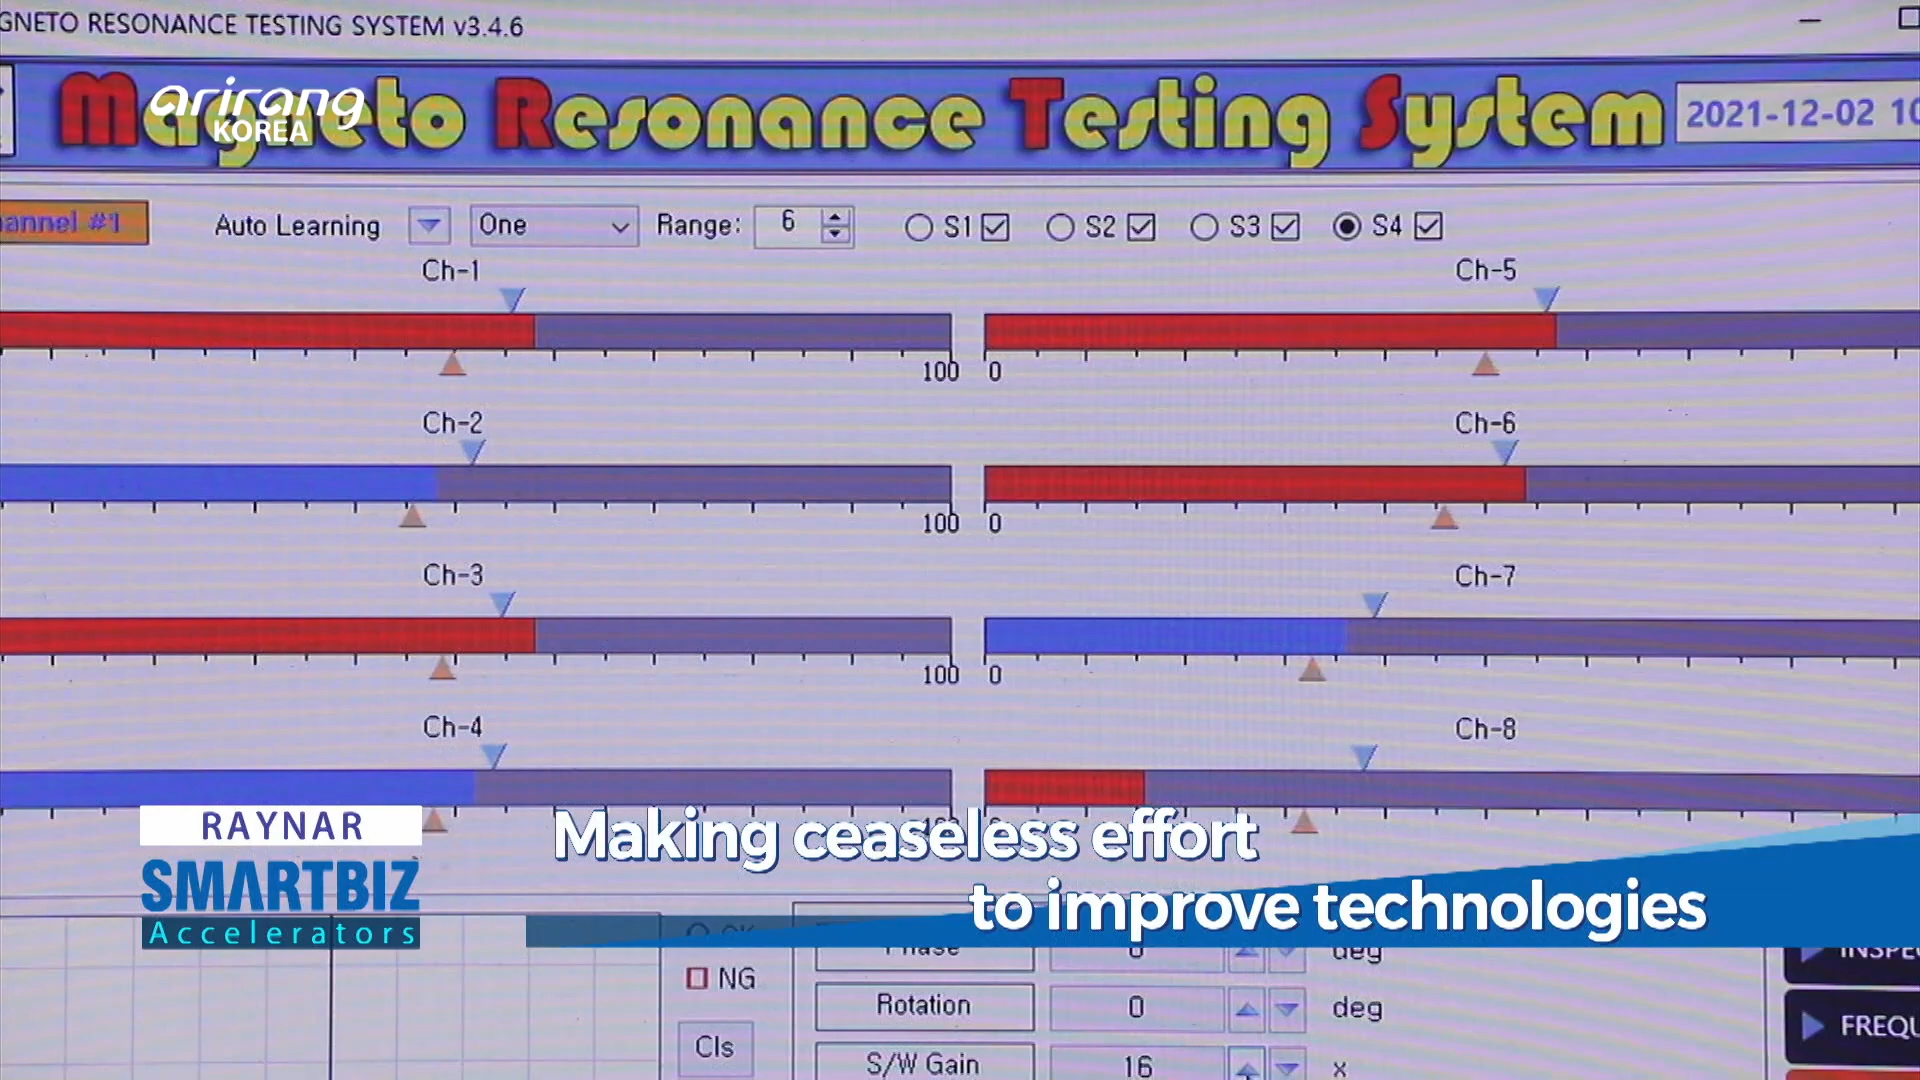 GNETO RESONANCE TESTING SYSTEM v3.4.6
Magneto Resonance Testing System
2021-12-02 10
arirang
KOREA
annel #1
Auto Learning
One
Range: 6
S1
S2
S3
S4
Ch-1
Ch-5
100
0
Ch-2
Ch-6
100
0
Ch-3
Ch-7
100
0
Ch-4
Ch-8
RAYNAR
SMARTBIZ
Accelerators
Making ceaseless effort
to improve technologies
Phase
0
deg
NG
Rotation
0
deg
Cls
S/W Gain
16
x
INSPE
FREQU